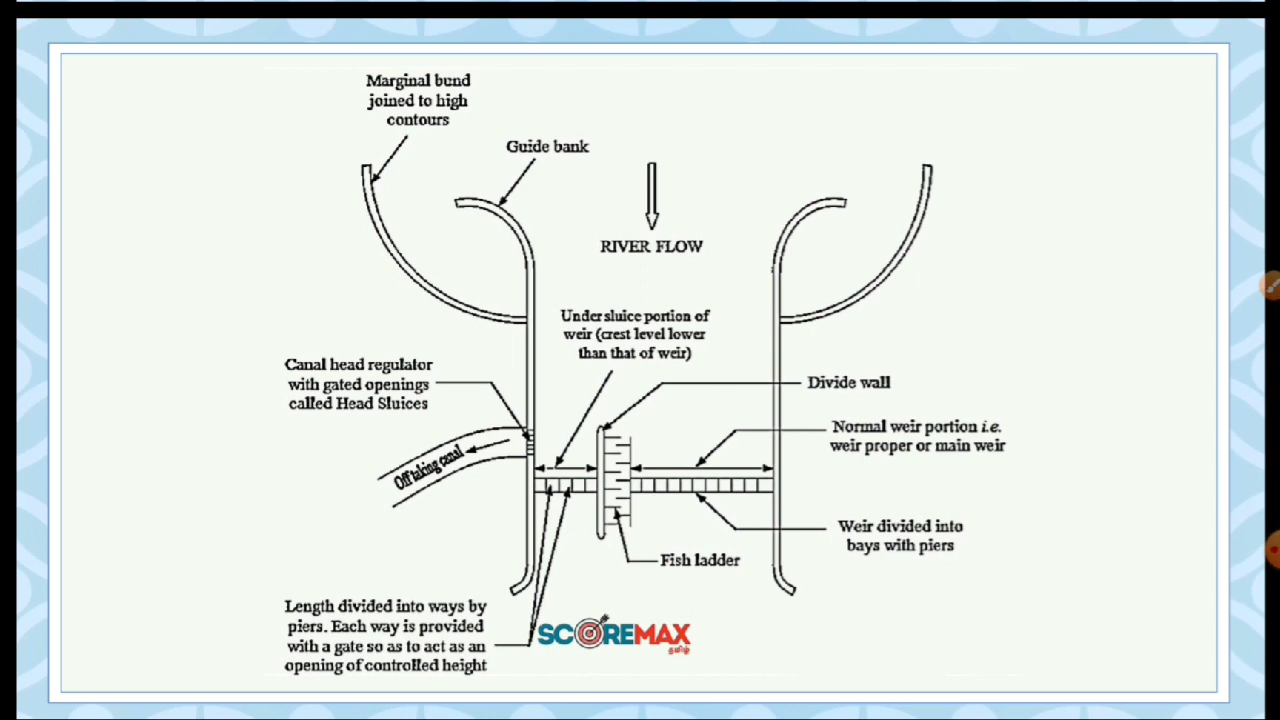 Marginal bund
joined to high
contours
Guide bank
RIVER FLOW
Under sluice portion of
weir (crest level lower
than that of weir)
Canal head regulator
with gated openings
called Head Sluices
Divide wall
Normal weir portion i.e.
weir proper or main weir
Off taking canal
Weir divided into
bays with piers
Fish ladder
Length divided into ways by
piers. Each way is provided
with a gate so as to act as an
opening of controlled height
SCOREMAX
தமிழ்